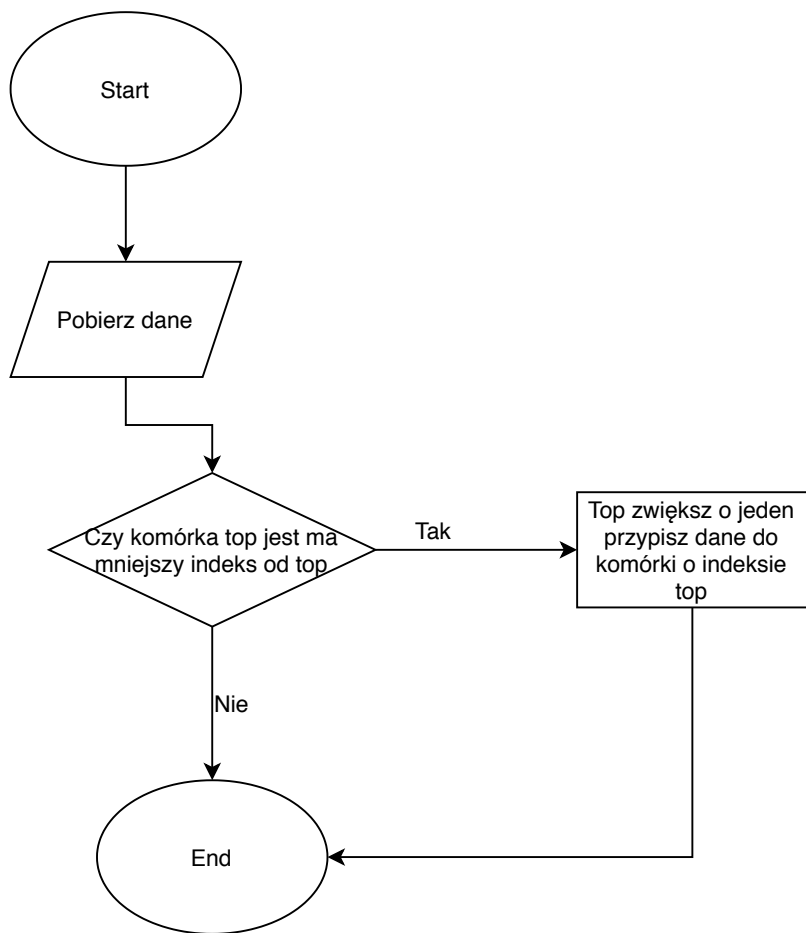 Start
Pobierz dane
Czy komórka top jest ma
mniejszy indeks od top
Tak
Top zwiększ o jeden
przypisz dane do
komórki o indeksie
top
Nie
End